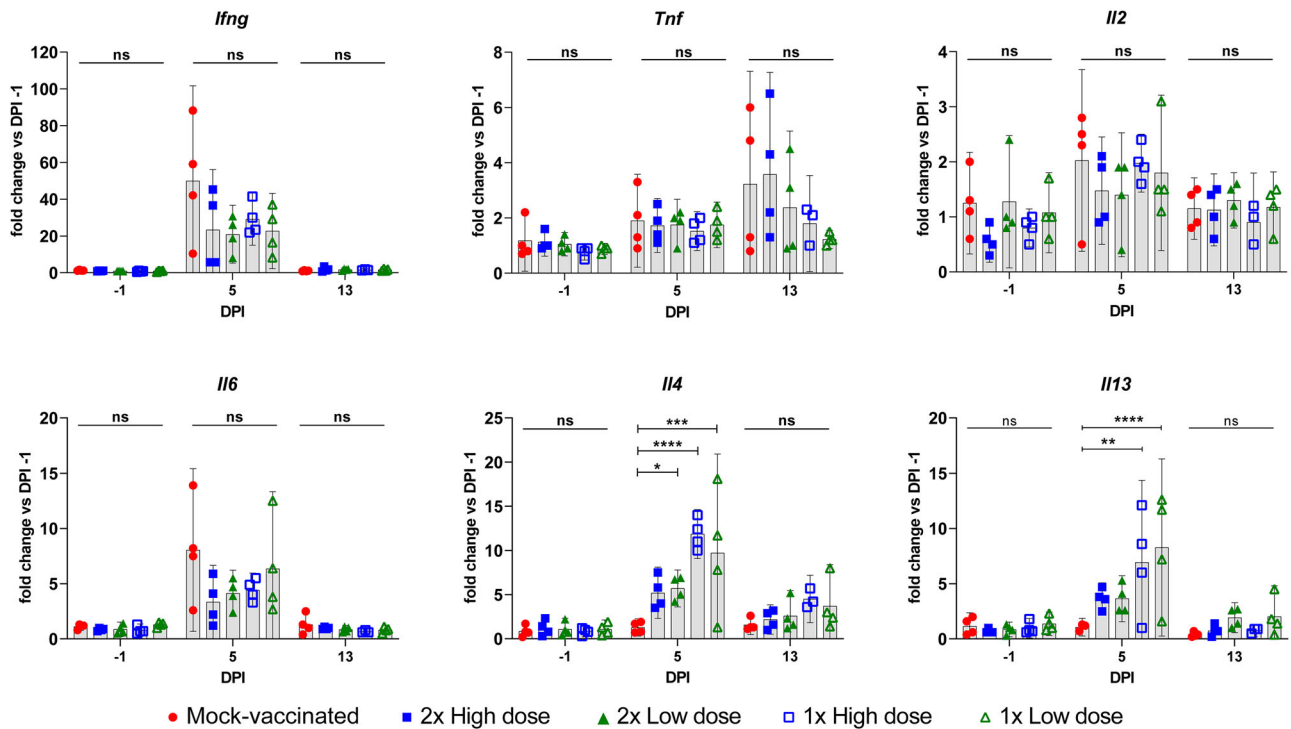 Ifng
fold change vs DPI -1
120
100
80
60
40
20
0
ns
ns
ns
-1
5
13
DPI
Tnf
fold change vs DPI -1
8
6
4
2
0
ns
ns
ns
-1
5
13
DPI
Il2
fold change vs DPI -1
4
3
2
1
0
ns
ns
ns
-1
5
13
DPI
Il6
fold change vs DPI -1
20
15
10
5
0
ns
ns
ns
-1
5
13
DPI
Il4
fold change vs DPI -1
25
20
15
10
5
0
ns
***
****
*
ns
-1
5
13
DPI
Il13
fold change vs DPI -1
20
15
10
5
0
ns
****
**
ns
-1
5
13
DPI
Mock-vaccinated 2x High dose 2x Low dose 1x High dose 1x Low dose